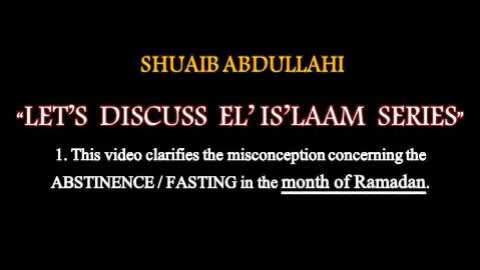 SHUAIB ABDULLAHI
“LET’S DISCUSS EL’ IS’LAAM SERIES”
1. This video clarifies the misconception concerning the
ABSTINENCE / FASTING in the month of Ramadan.